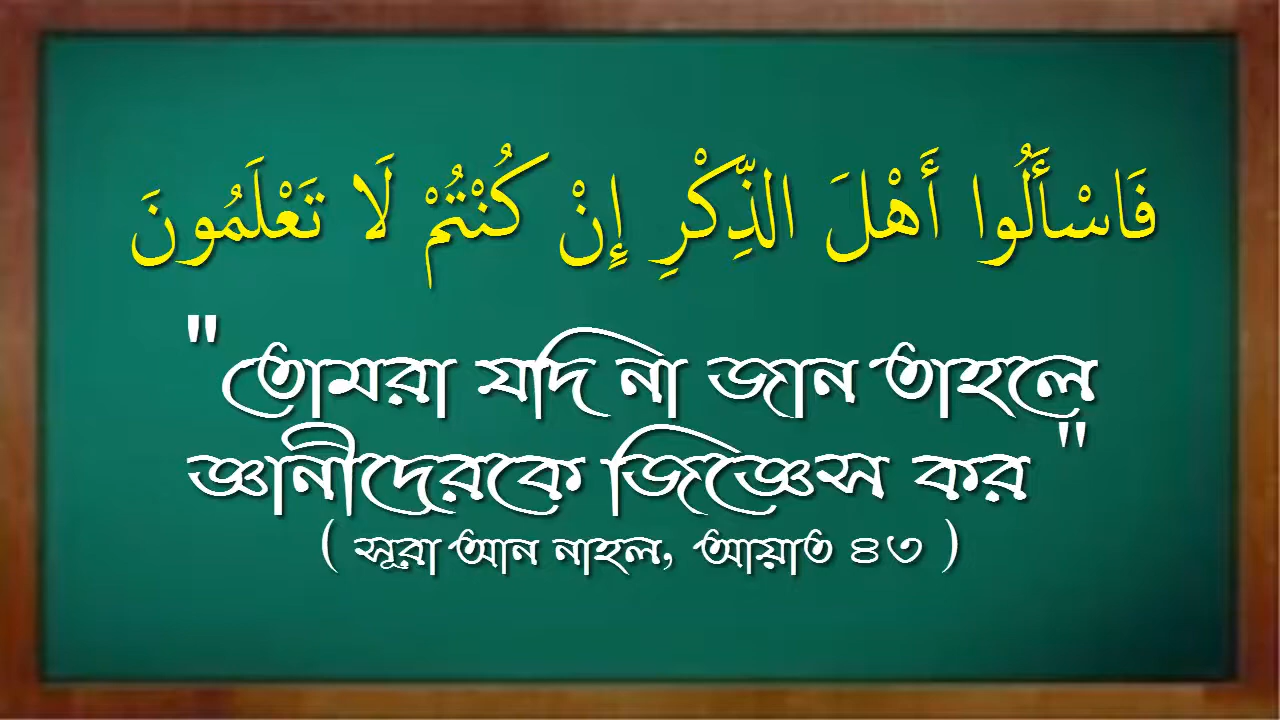 فَاسْأَلُوا أَهْلَ الذِّكْرِ إِنْ كُنْتُمْ لَا تَعْلَمُونَ
"তোমরা যদি না জান তাহলে
জ্ঞানীদেরকে জিজ্ঞেস কর"
( সূরা আন নাহল, আয়াত ৪৩ )